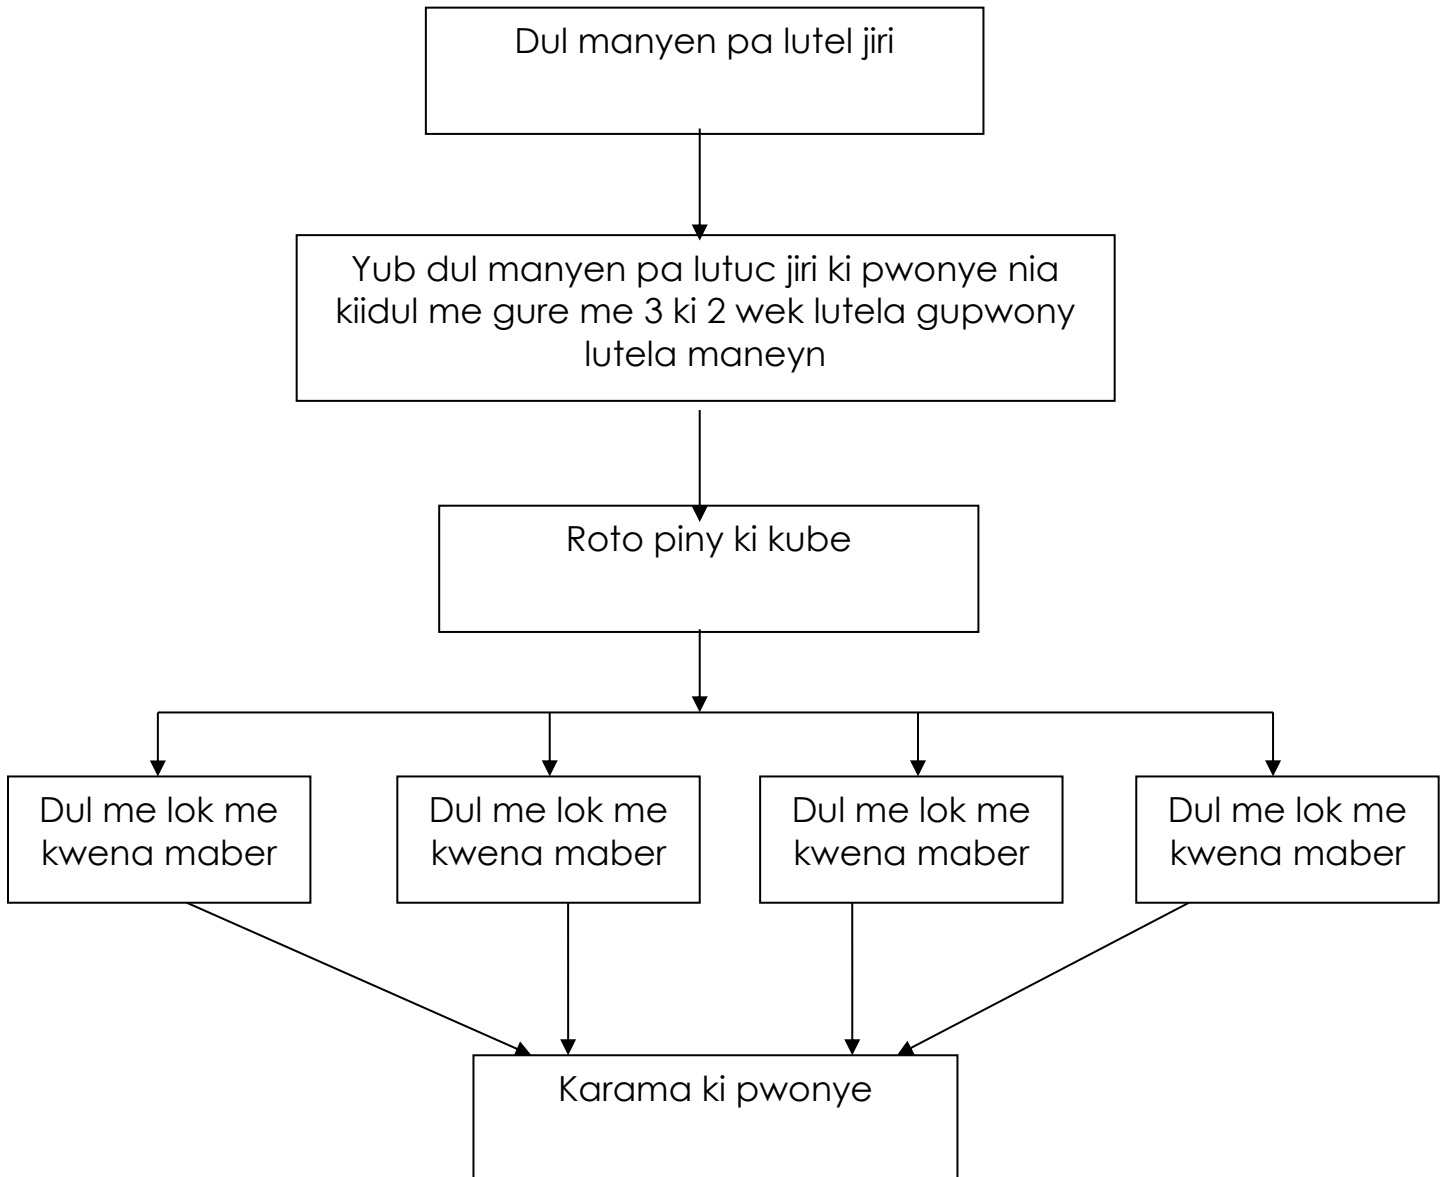 Dul manyen pa lutel jiri
Yub dul manyen pa lutuc jiri ki pwonye nia
kiidul me gure me 3 ki 2 wek lutela gupwony
lutela maneyn
Roto piny ki kube
Dul me lok me
kwena maber
Dul me lok me
kwena maber
Dul me lok me
kwena maber
Dul me lok me
kwena maber
Karama ki pwonye